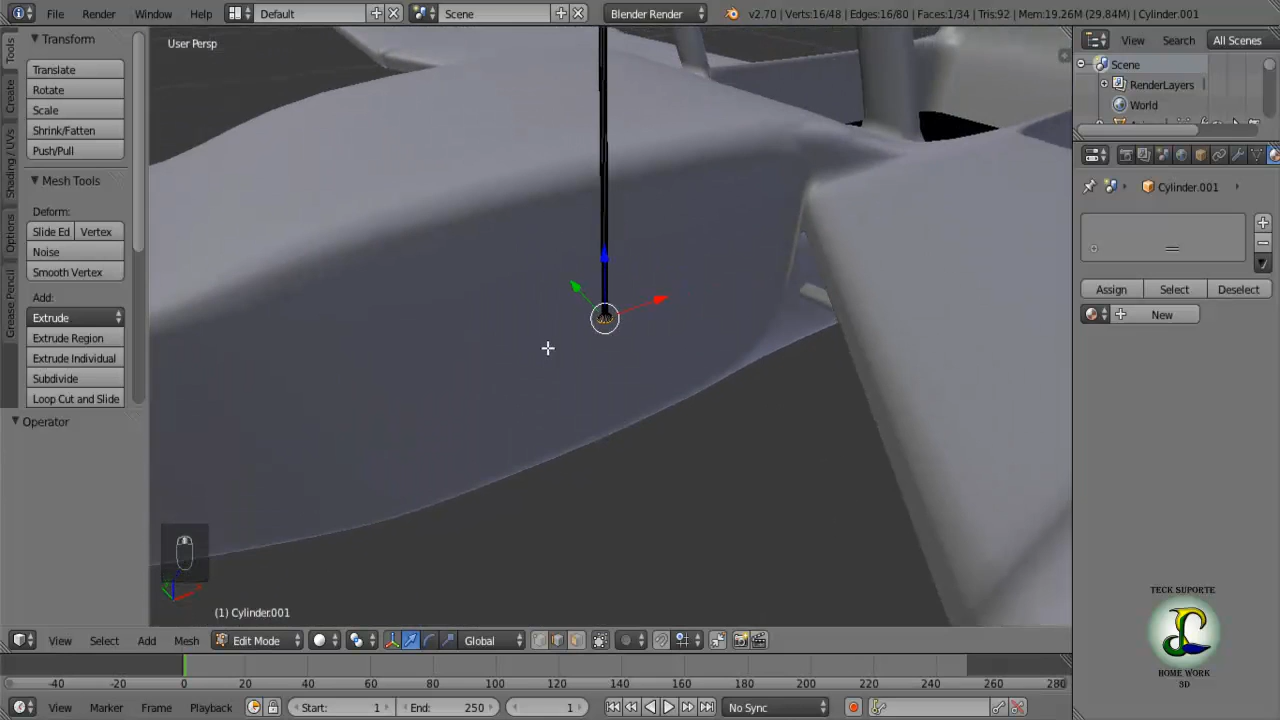 File Render Window Help Default Scene Blender Render v2.70 | Verts:16/48 | Edges:16/80 | Faces:1/34 | Tris:92 | Mem:19.26M (29.84M) | Cylinder.001
Tools
Create
Shading / UVs
Options
Grease Pencil
Transform
Translate
Rotate
Scale
Shrink/Fatten
Push/Pull
Mesh Tools
Deform:
Slide Ed Vertex
Noise
Smooth Vertex
Add:
Extrude
Extrude Region
Extrude Individual
Subdivide
Loop Cut and Slide
Operator
User Persp
(1) Cylinder.001
View Search All Scenes
Scene
RenderLayers
World
Cylinder.001
Assign Select Deselect
New
TECK SUPORTE
HOME WORK
3D
View Select Add Mesh Edit Mode Global
-40 -20 0 20 40 60 80 100 120 140 160 180 200 220 240 260 280
View Marker Frame Playback Start: 1 End: 250 1 No Sync